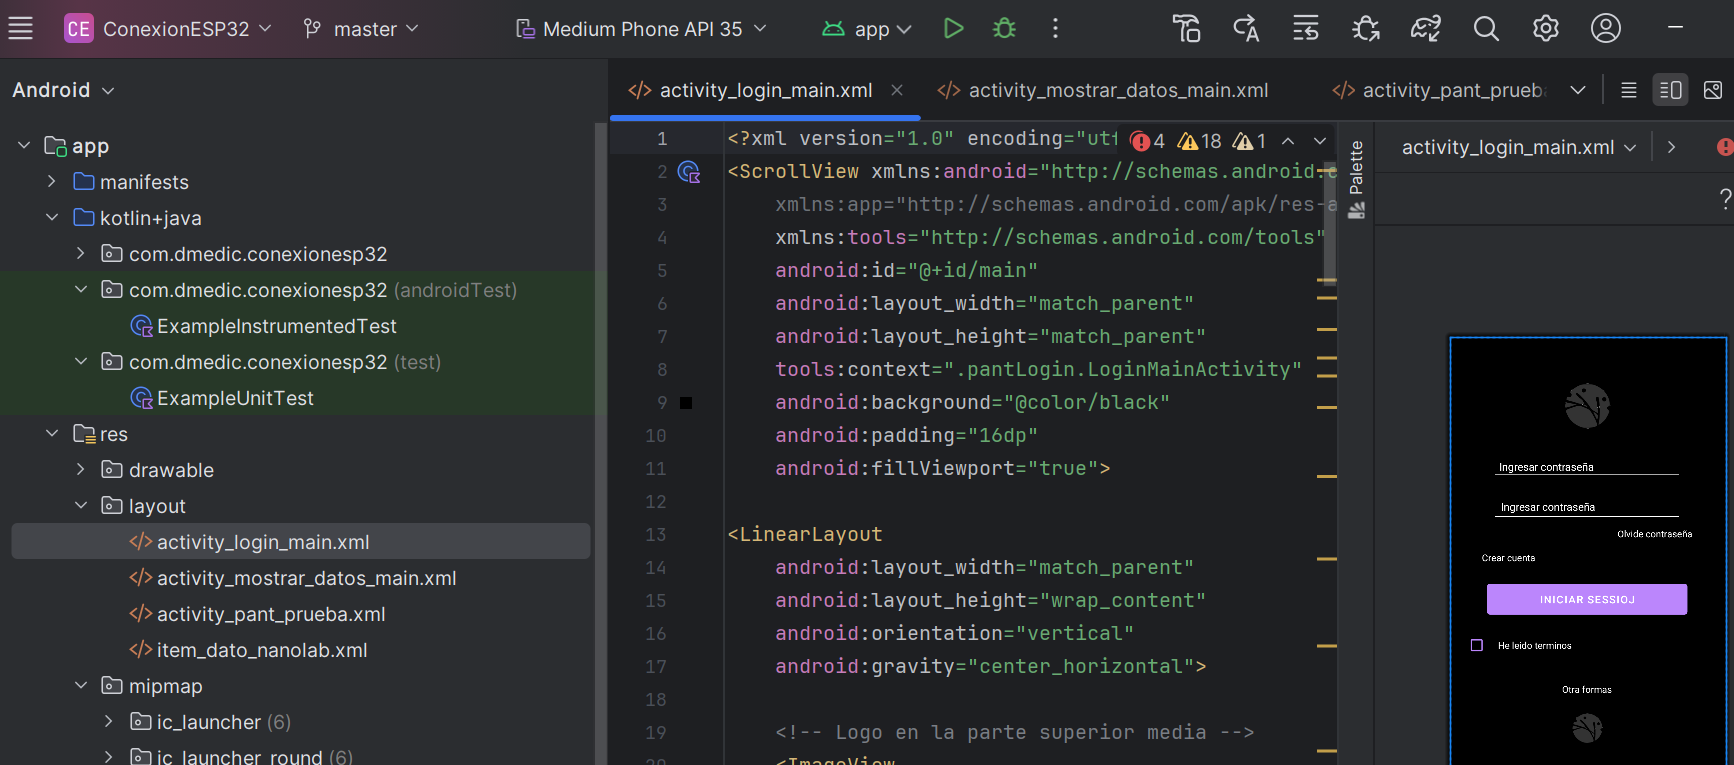 CE ConexionESP32 master Medium Phone API 35 app
Android
activity_login_main.xml activity_mostrar_datos_main.xml activity_pant_prueb
app
manifests
kotlin+java
com.dmedic.conexionesp32
com.dmedic.conexionesp32 (androidTest)
ExampleInstrumentedTest
com.dmedic.conexionesp32 (test)
ExampleUnitTest
res
drawable
layout
activity_login_main.xml
activity_mostrar_datos_main.xml
activity_pant_prueba.xml
item_dato_nanolab.xml
mipmap
ic_launcher (6)
ic_launcher_round (6)
4 18 1
1 <?xml version="1.0" encoding="utf
2 <ScrollView xmlns:android="http://schemas.android.c
3 xmlns:app="http://schemas.android.com/apk/res-a
4 xmlns:tools="http://schemas.android.com/tools"
5 android:id="@+id/main"
6 android:layout_width="match_parent"
7 android:layout_height="match_parent"
8 tools:context=".pantLogin.LoginMainActivity"
9 android:background="@color/black"
10 android:padding="16dp"
11 android:fillViewport="true">
12
13 <LinearLayout
14 android:layout_width="match_parent"
15 android:layout_height="wrap_content"
16 android:orientation="vertical"
17 android:gravity="center_horizontal">
18
19 <!-- Logo en la parte superior media -->
20 <ImageView
Palette
activity_login_main.xml
?
Ingresar contraseña
Ingresar contraseña
Olvide contraseña
Crear cuenta
INICIAR SESSIOJ
He leido terminos
Otra formas